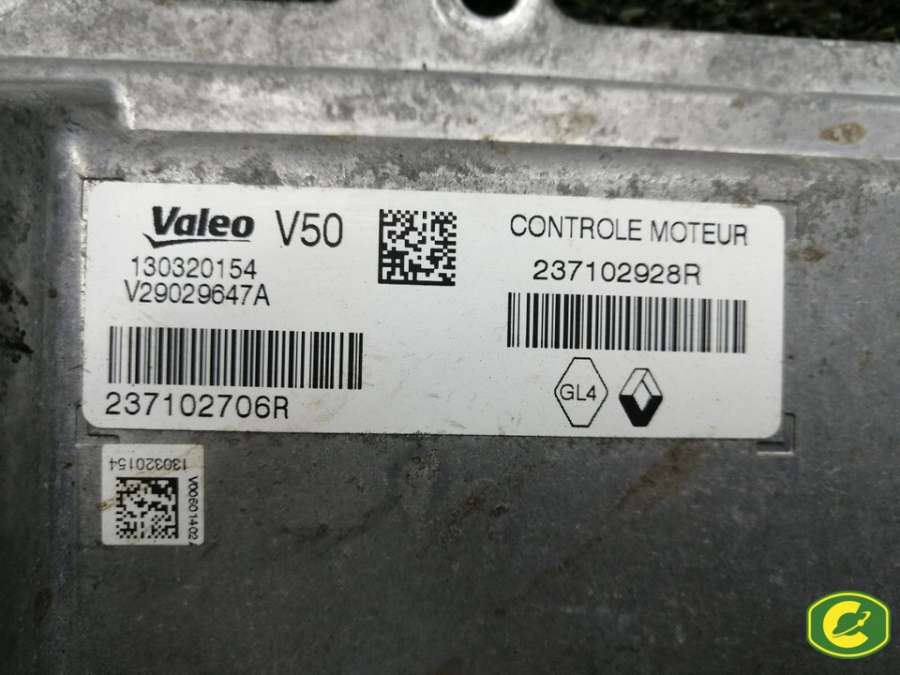 Valeo V50
130320154
V29029647A
237102706R
CONTROLE MOTEUR
237102928R
GL4
130320154
V00601402
C